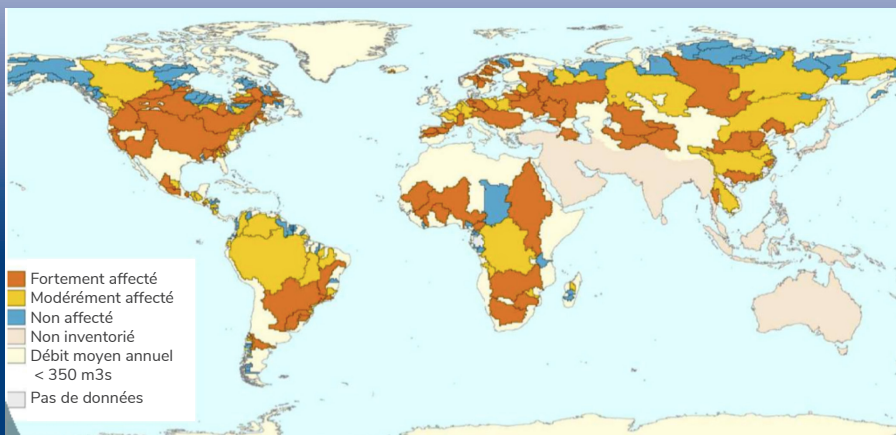 Fortement affecté
Modérément affecté
Non affecté
Non inventorié
Débit moyen annuel
< 350 m3s
Pas de données